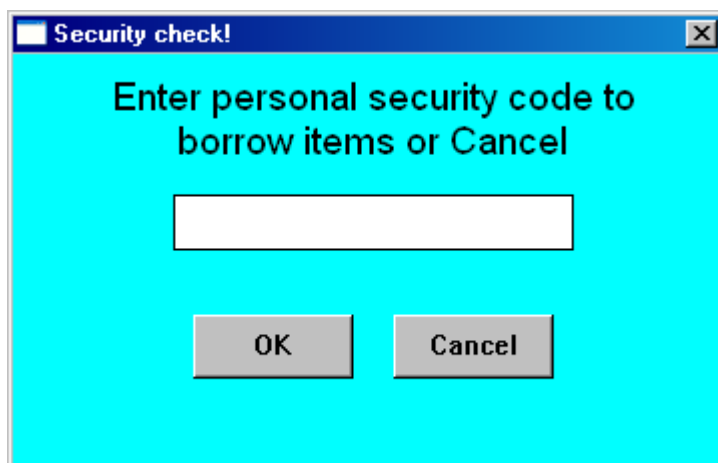 Security check!
Enter personal security code to
borrow items or Cancel
OK
Cancel